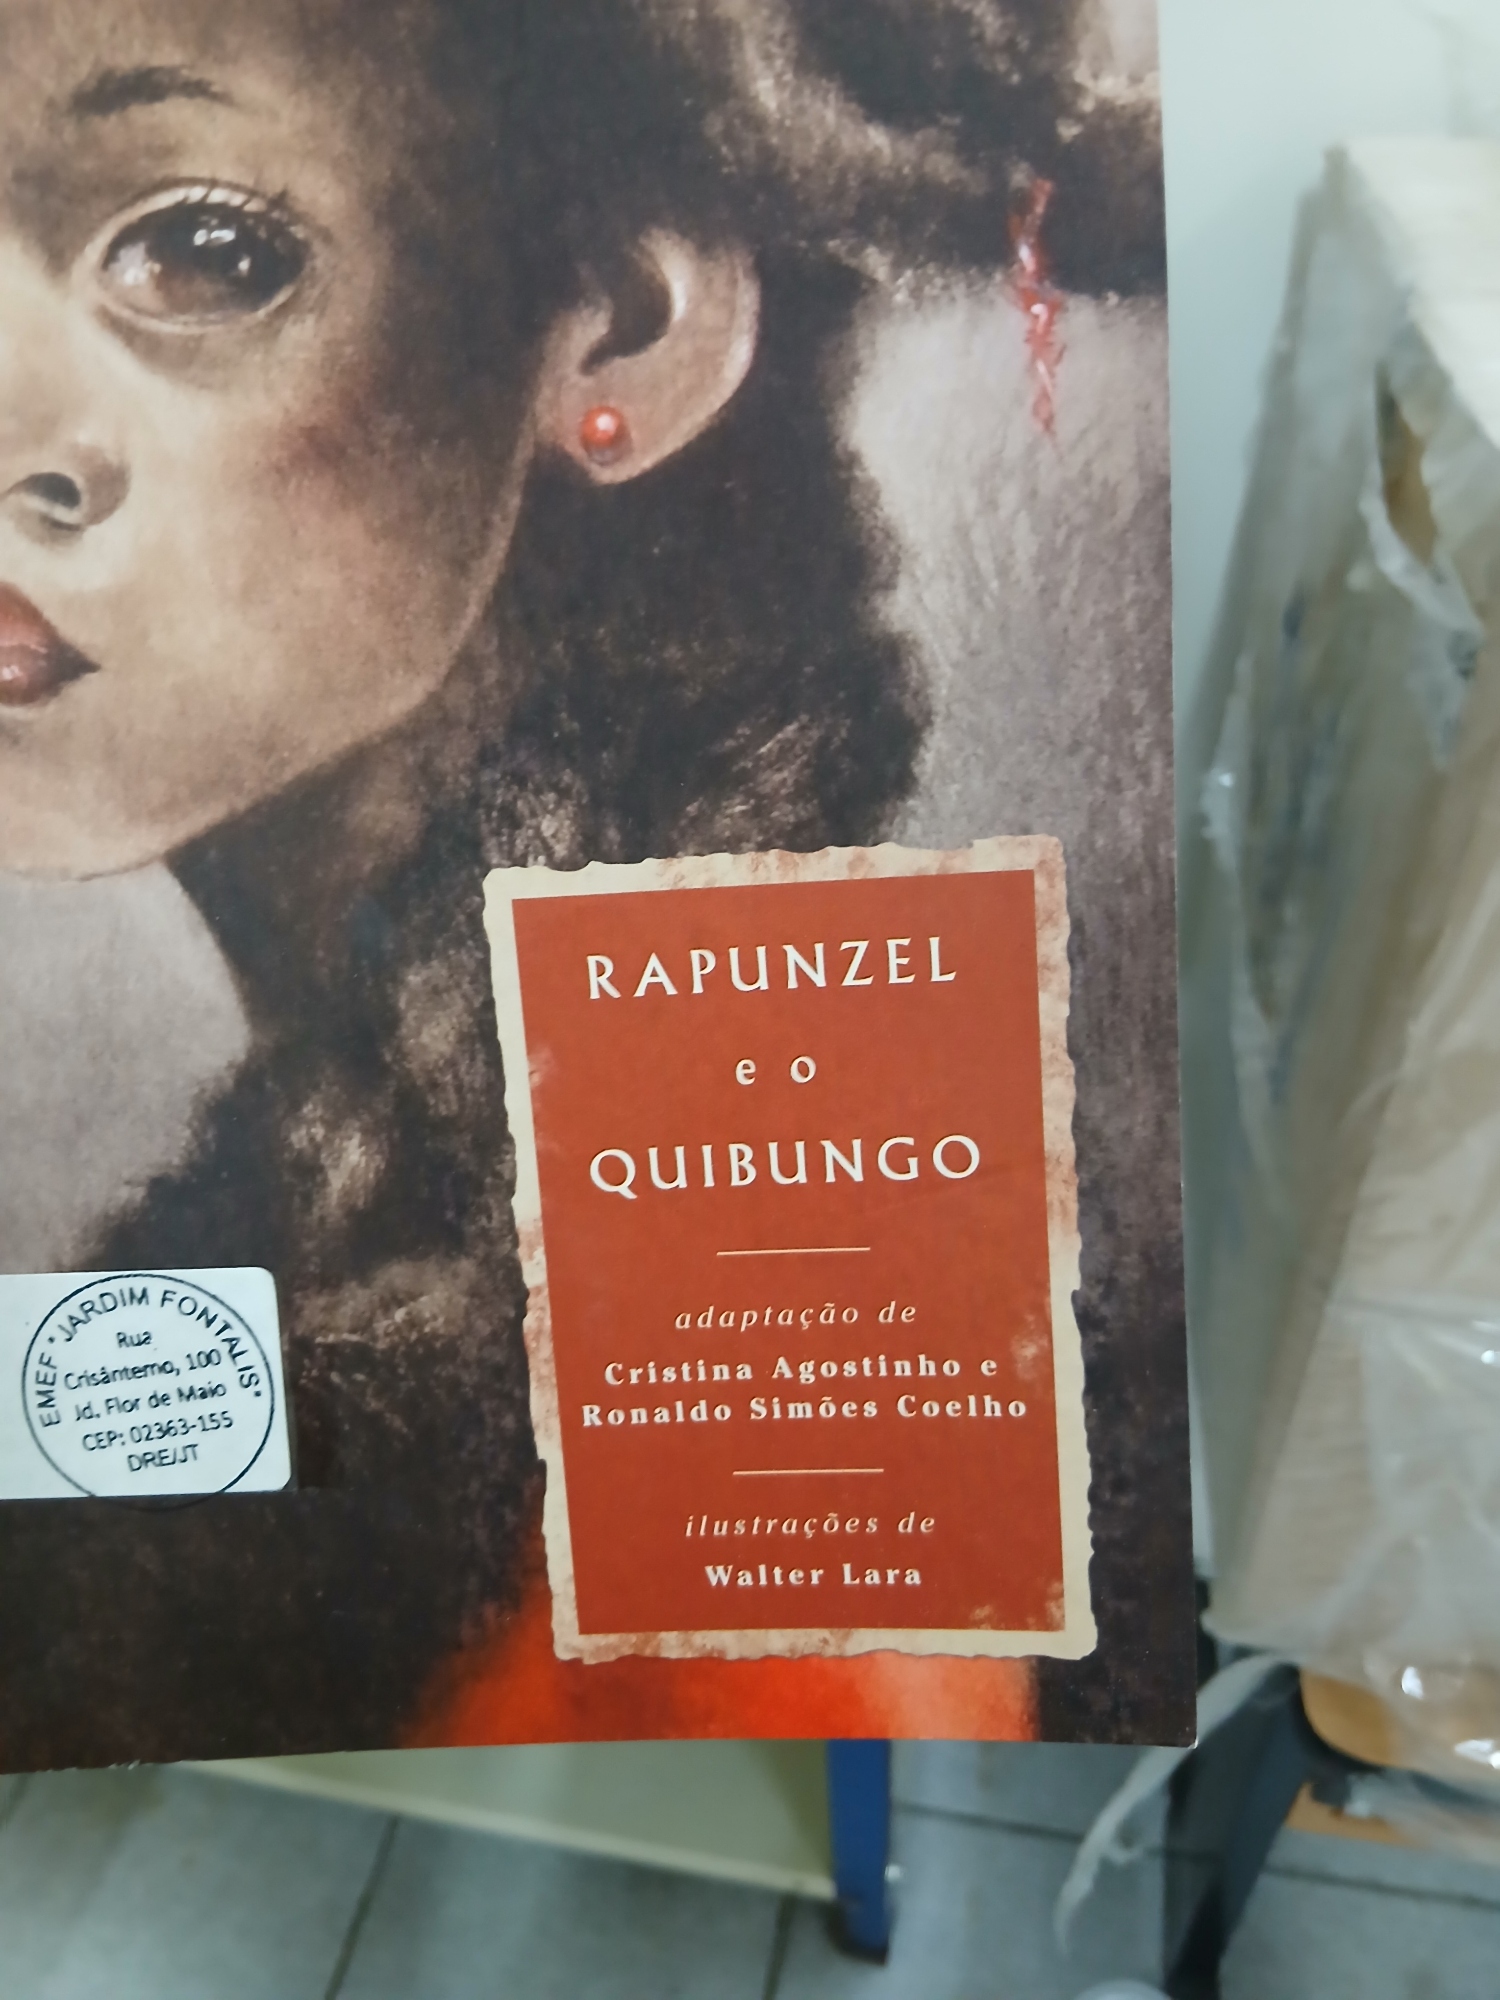 RAPUNZEL
e o
QUIBUNGO
adaptação de
Cristina Agostinho e
Ronaldo Simões Coelho
ilustrações de
Walter Lara
EMEF "JARDIM FONTALIS"
Rua
Crisântemo, 100
Jd. Flor de Maio
CEP: 02363-155
DRE/JT